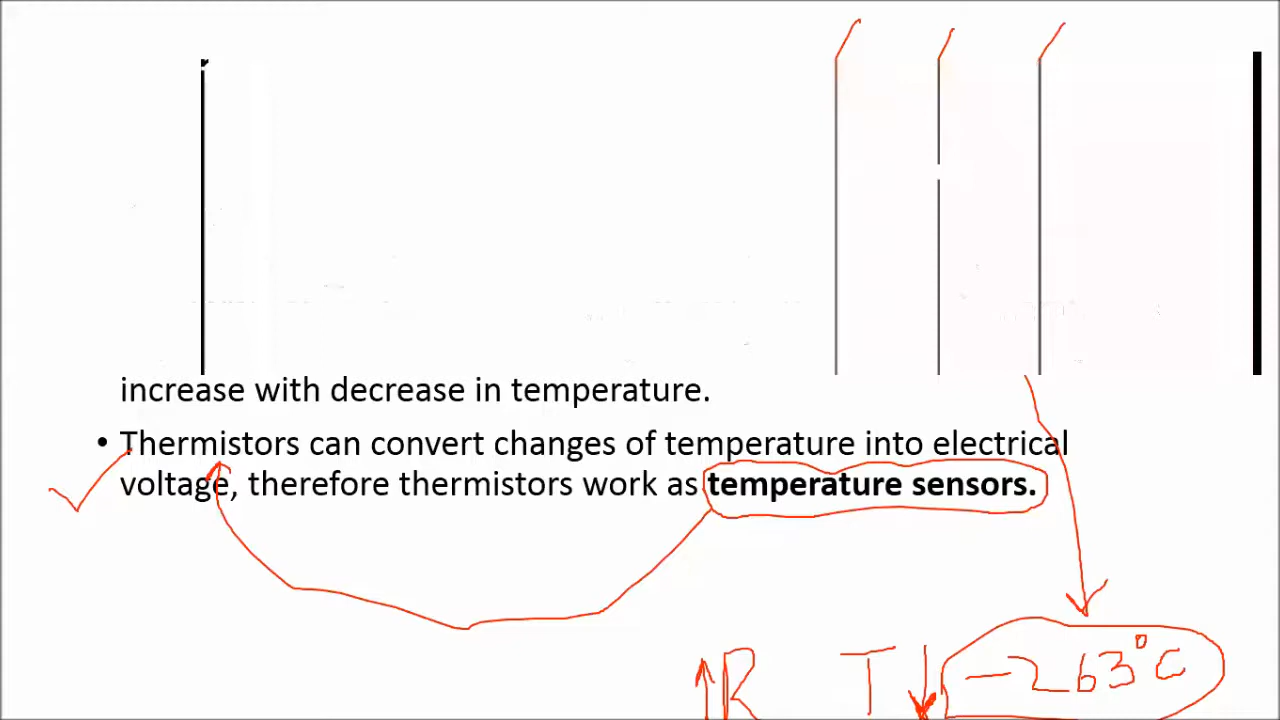 increase with decrease in temperature.
• Thermistors can convert changes of temperature into electrical
voltage, therefore thermistors work as temperature sensors.
↑R T↓ -263°C